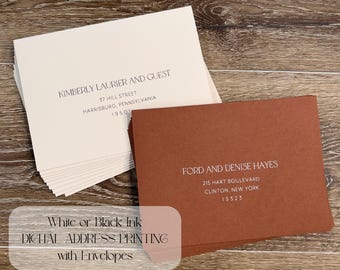 KIMBERLY LAURIER AND GUEST
37 HILL STREET
HARRISBURG, PENNSYLVANIA
FORD AND DENISE HAYES
215 HART BOULLEVARD
CLINTON, NEW YORK
13323
White or Black Ink
DIGITAL ADDRESS PRINTING
with Envelopes